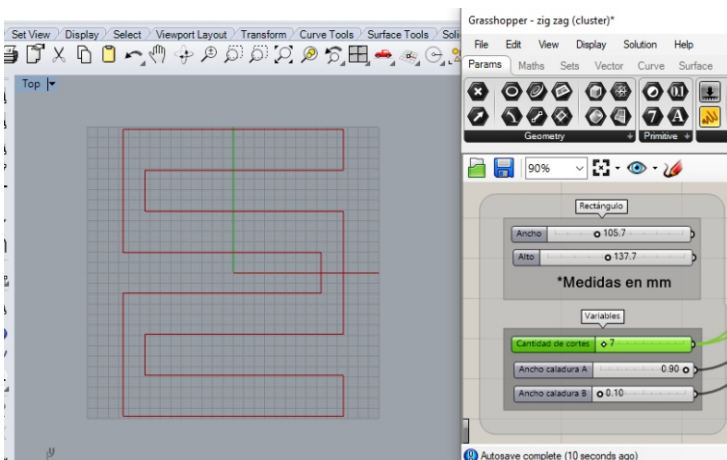 Set View
Display
Select
Viewport Layout
Transform
Curve Tools
Surface Tools
Top
y
Grasshopper - zig zag (cluster)*
File Edit View Display Solution Help
Params Maths Sets Vector Curve Surface
0.1
7 A
Geometry + Primitive +
90%
Rectángulo
Ancho 105.7
Alto 137.7
*Medidas en mm
Variables
Cantidad de cortes 7
Ancho caladura A 0.90
Ancho caladura B 0.10
Autosave complete (10 seconds ago)